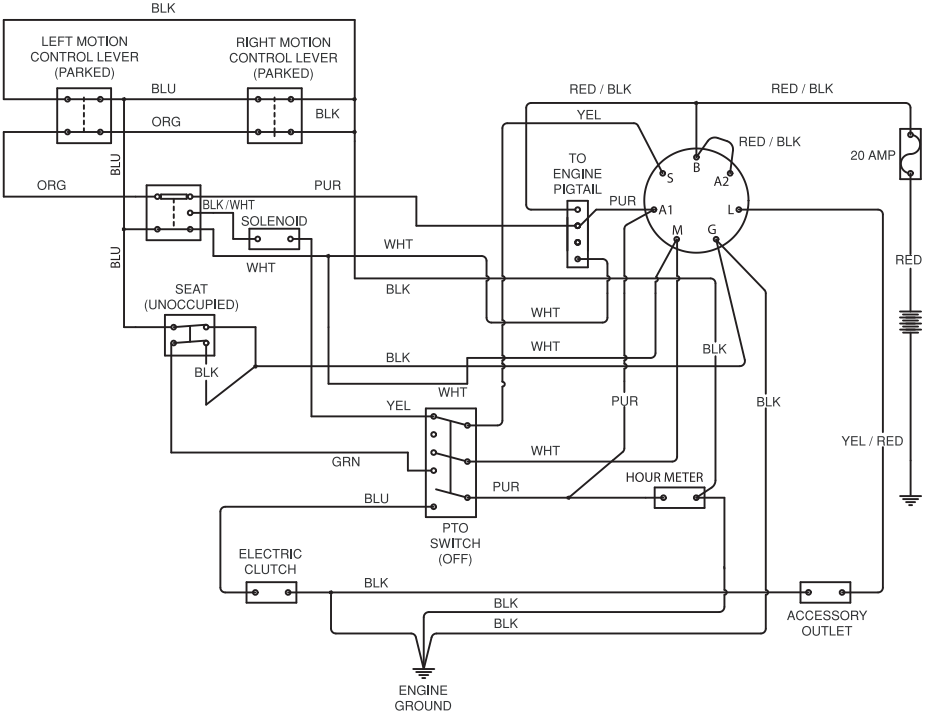 BLK
LEFT MOTION
CONTROL LEVER
(PARKED)
RIGHT MOTION
CONTROL LEVER
(PARKED)
BLU
BLK
ORG
RED / BLK
RED / BLK
YEL
RED / BLK
20 AMP
B
S
A2
TO
ENGINE
PIGTAIL
BLU
ORG
PUR
PUR
A1
L
M
G
BLK/WHT
SOLENOID
WHT
WHT
BLU
RED
SEAT
(UNOCCUPIED)
BLK
WHT
WHT
BLK
BLK
BLK
WHT
YEL
PUR
BLK
YEL / RED
WHT
GRN
HOUR METER
PUR
BLU
PTO
SWITCH
(OFF)
ELECTRIC
CLUTCH
BLK
BLK
BLK
ACCESSORY
OUTLET
ENGINE
GROUND